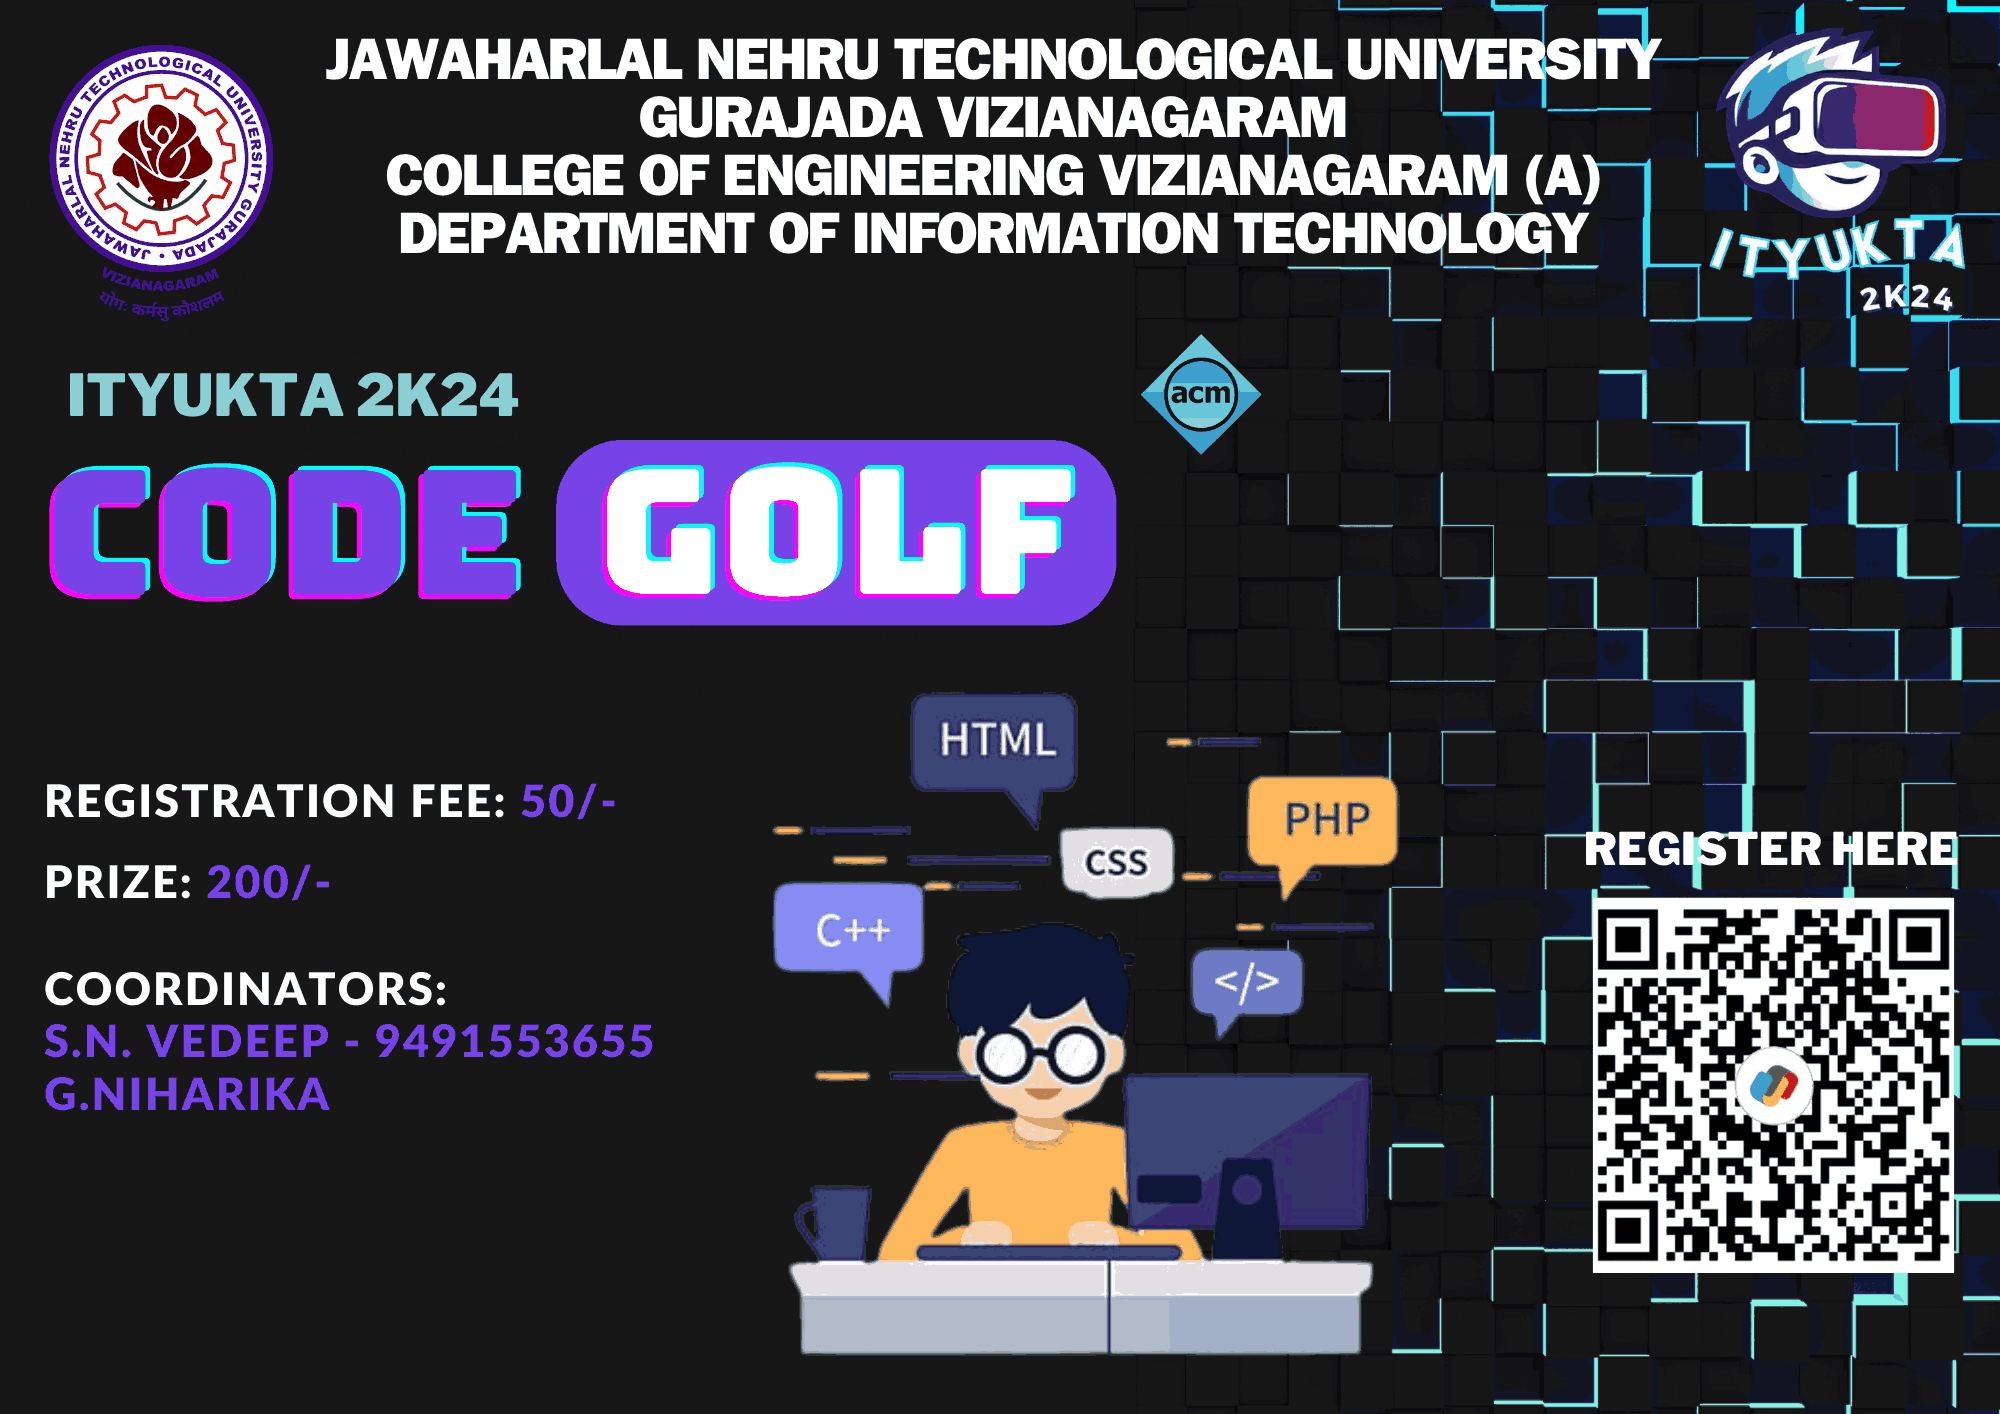 JAWAHARLAL NEHRU TECHNOLOGICAL UNIVERSITY
GURAJADA VIZIANAGARAM
COLLEGE OF ENGINEERING VIZIANAGARAM (A)
DEPARTMENT OF INFORMATION TECHNOLOGY
JAWAHARLAL NEHRU TECHNOLOGICAL UNIVERSITY GURAJADA
VIZIANAGARAM
योगः कर्मसु कौशलम
ITYUKTA
2K24
ITYUKTA 2K24
acm
CODE GOLF
HTML
PHP
CSS
C++
</>
REGISTRATION FEE: 50/-
PRIZE: 200/-
COORDINATORS:
S.N. VEDEEP - 9491553655
G.NIHARIKA
REGISTER HERE